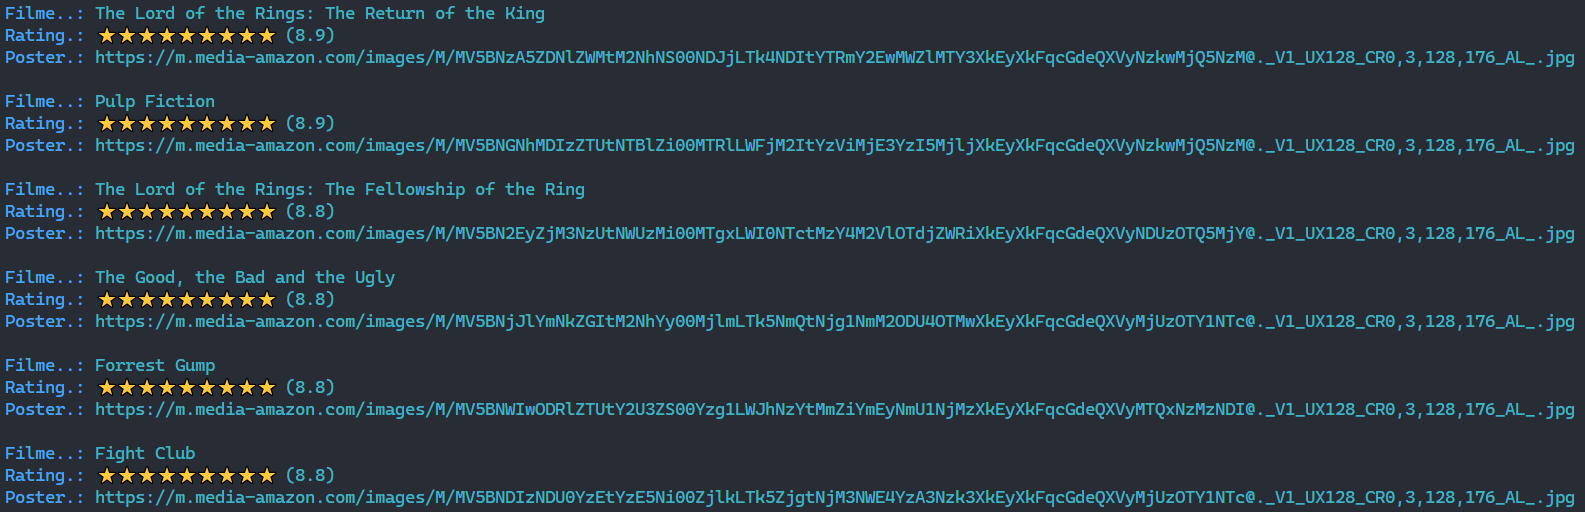 Filme..: The Lord of the Rings: The Return of the King
Rating.: ⭐⭐⭐⭐⭐⭐⭐⭐⭐ (8.9)
Poster.: https://m.media-amazon.com/images/M/MV5BNzA5ZDNlZWMtM2NhNS00NDJjLTk4NDItYTRmY2EwMWZlMTY3XkEyXkFqcGdeQXVyNzkwMjQ5NzM@._V1_UX128_CR0,3,128,176_AL_.jpg
Filme..: Pulp Fiction
Rating.: ⭐⭐⭐⭐⭐⭐⭐⭐⭐ (8.9)
Poster.: https://m.media-amazon.com/images/M/MV5BNGNhMDIzZTUtNTBlZi00MTRlLWFjM2ItYzViMjE3YzI5MjljXkEyXkFqcGdeQXVyNzkwMjQ5NzM@._V1_UX128_CR0,3,128,176_AL_.jpg
Filme..: The Lord of the Rings: The Fellowship of the Ring
Rating.: ⭐⭐⭐⭐⭐⭐⭐⭐⭐ (8.8)
Poster.: https://m.media-amazon.com/images/M/MV5BN2EyZjM3NzUtNWUzMi00MTgxLWI0NTctMzY4M2VlOTdjZWRiXkEyXkFqcGdeQXVyNDUzOTQ5MjY@._V1_UX128_CR0,3,128,176_AL_.jpg
Filme..: The Good, the Bad and the Ugly
Rating.: ⭐⭐⭐⭐⭐⭐⭐⭐⭐ (8.8)
Poster.: https://m.media-amazon.com/images/M/MV5BNjJlYmNkZGItM2NhYy00MjlmLTk5NmQtNjg1NmM2ODU4OTMwXkEyXkFqcGdeQXVyMjUzOTY1NTc@._V1_UX128_CR0,3,128,176_AL_.jpg
Filme..: Forrest Gump
Rating.: ⭐⭐⭐⭐⭐⭐⭐⭐⭐ (8.8)
Poster.: https://m.media-amazon.com/images/M/MV5BNWIwODRlZTUtY2U3ZS00Yzg1LWJhNzYtMmZiYmEyNmU1NjMzXkEyXkFqcGdeQXVyMTQxNzMzNDI@._V1_UX128_CR0,3,128,176_AL_.jpg
Filme..: Fight Club
Rating.: ⭐⭐⭐⭐⭐⭐⭐⭐⭐ (8.8)
Poster.: https://m.media-amazon.com/images/M/MV5BNDIzNDU0YzEtYzE5Ni00ZjlkLTk5ZjgtNjM3NWE4YzA3Nzk3XkEyXkFqcGdeQXVyMjUzOTY1NTc@._V1_UX128_CR0,3,128,176_AL_.jpg